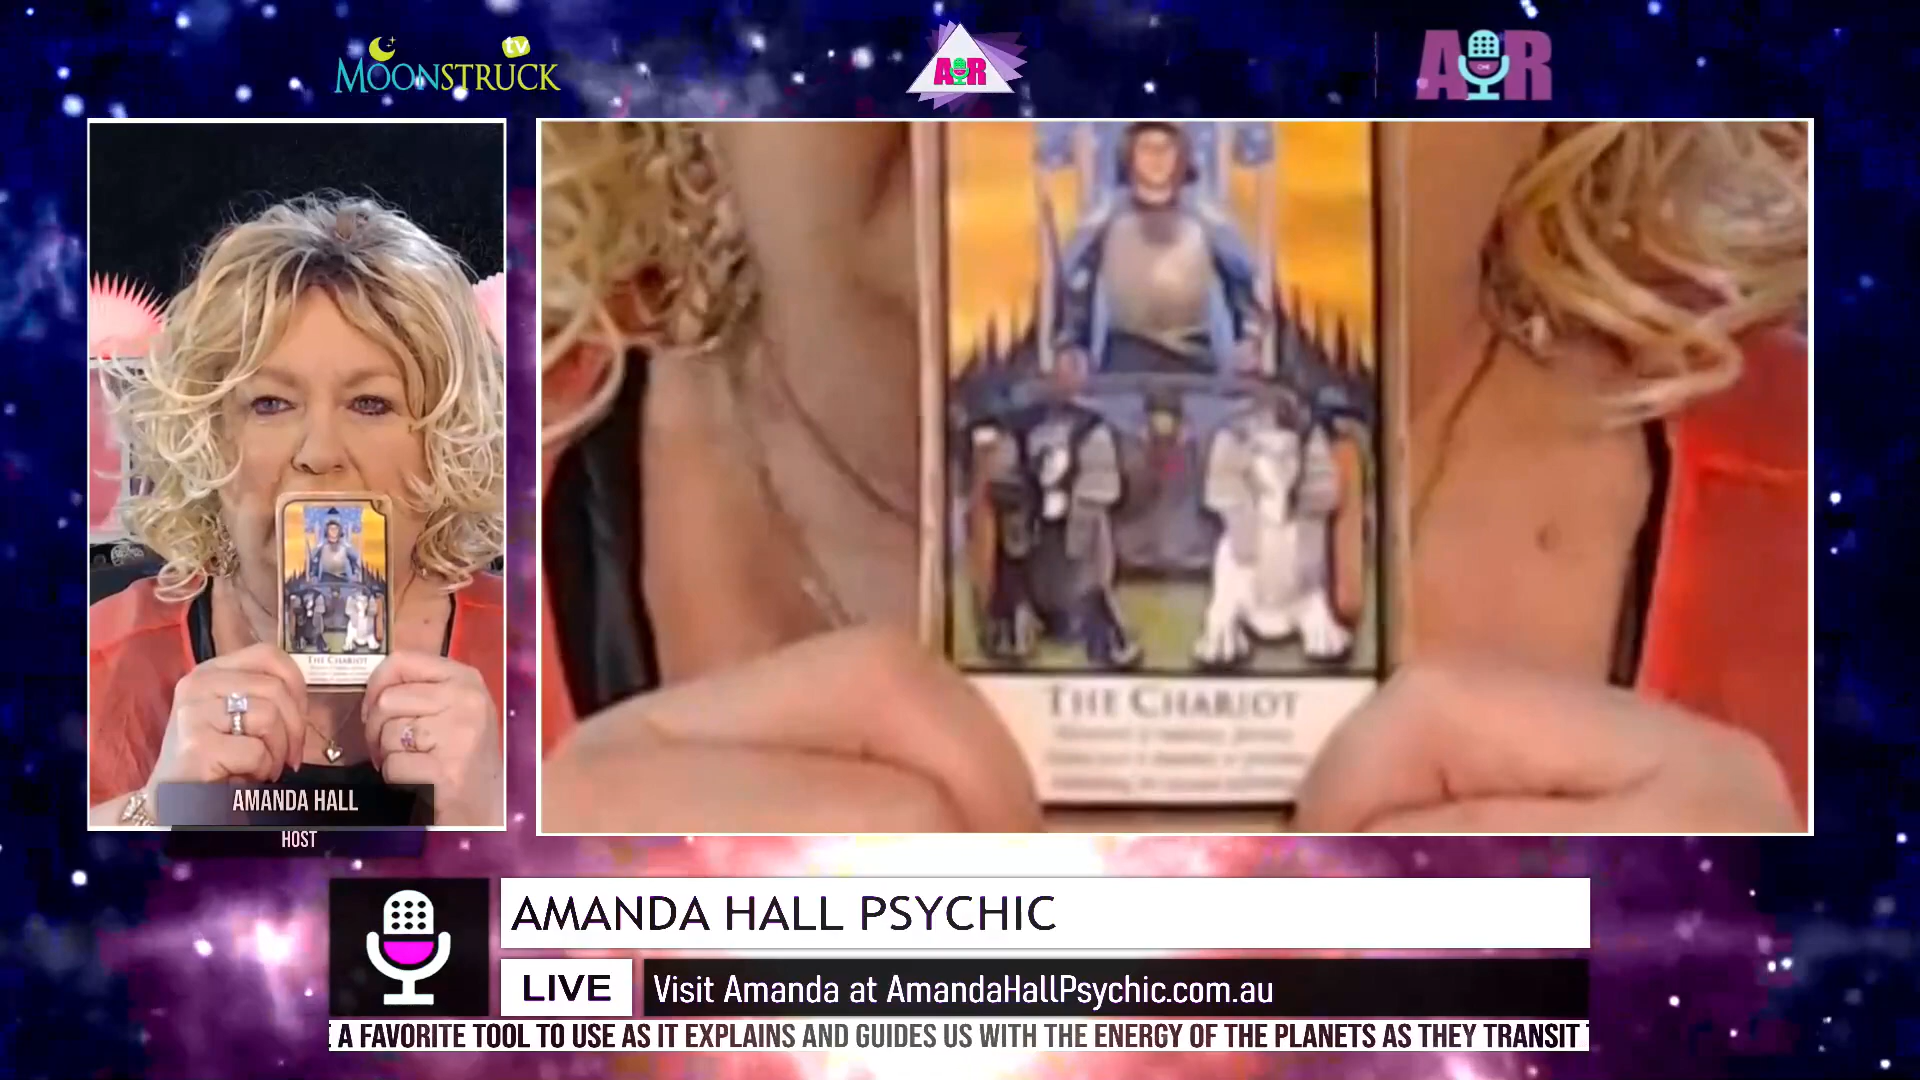 MOONSTRUCK tv
AIR
AIR
THE CHARIOT
THE CHARIOT
AMANDA HALL
HOST
AMANDA HALL PSYCHIC
LIVE
Visit Amanda at AmandaHallPsychic.com.au
A FAVORITE TOOL TO USE AS IT EXPLAINS AND GUIDES US WITH THE ENERGY OF THE PLANETS AS THEY TRANSIT